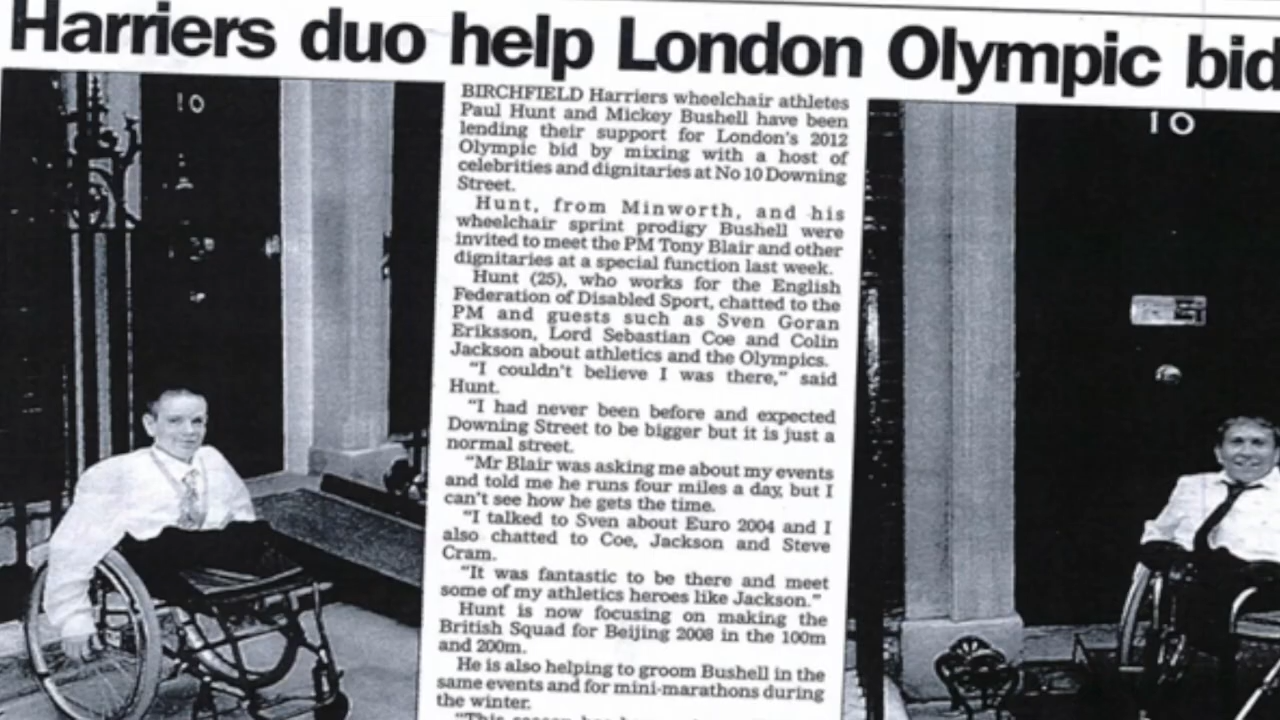 Harriers duo help London Olympic bid
10
BIRCHFIELD Harriers wheelchair athletes
Paul Hunt and Mickey Bushell have been
lending their support for London's 2012
Olympic bid by mixing with a host of
celebrities and dignitaries at No 10 Downing
Street.
Hunt, from Minworth, and his
wheelchair sprint prodigy Bushell were
invited to meet the PM Tony Blair and other
dignitaries at a special function last week.
Hunt (25), who works for the English
Federation of Disabled Sport, chatted to the
PM and guests such as Sven Goran
Eriksson, Lord Sebastian Coe and Colin
Jackson about athletics and the Olympics.
"I couldn't believe I was there," said
Hunt.
"I had never been before and expected
Downing Street to be bigger but it is just a
normal street.
"Mr Blair was asking me about my events
and told me he runs four miles a day, but I
can't see how he gets the time.
"I talked to Sven about Euro 2004 and I
also chatted to Coe, Jackson and Steve
Cram.
"It was fantastic to be there and meet
some of my athletics heroes like Jackson."
Hunt is now focusing on making the
British Squad for Beijing 2008 in the 100m
and 200m.
He is also helping to groom Bushell in the
same events and for mini-marathons during
the winter.
"This season has been
10